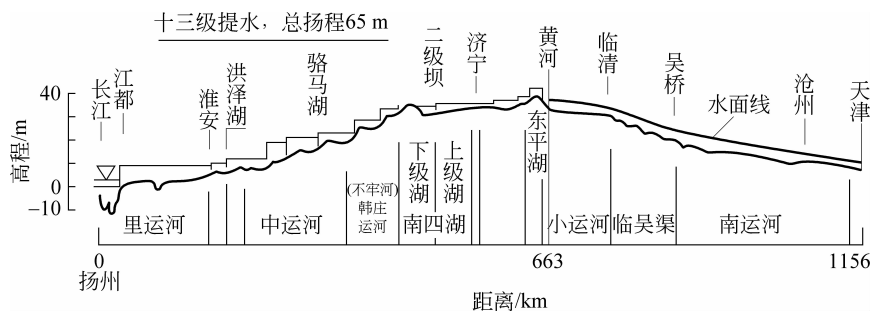 十三级提水，总扬程65 m
高程/m
40
0
−10
长江
江都
淮安
洪泽湖
骆马湖
二级坝
济宁
黄河
临清
吴桥
水面线
沧州
天津
下级湖
上级湖
东平湖
里运河
中运河
(不牢河)
韩庄
运河
南四湖
小运河
临吴渠
南运河
0
663
1156
扬州
距离/km